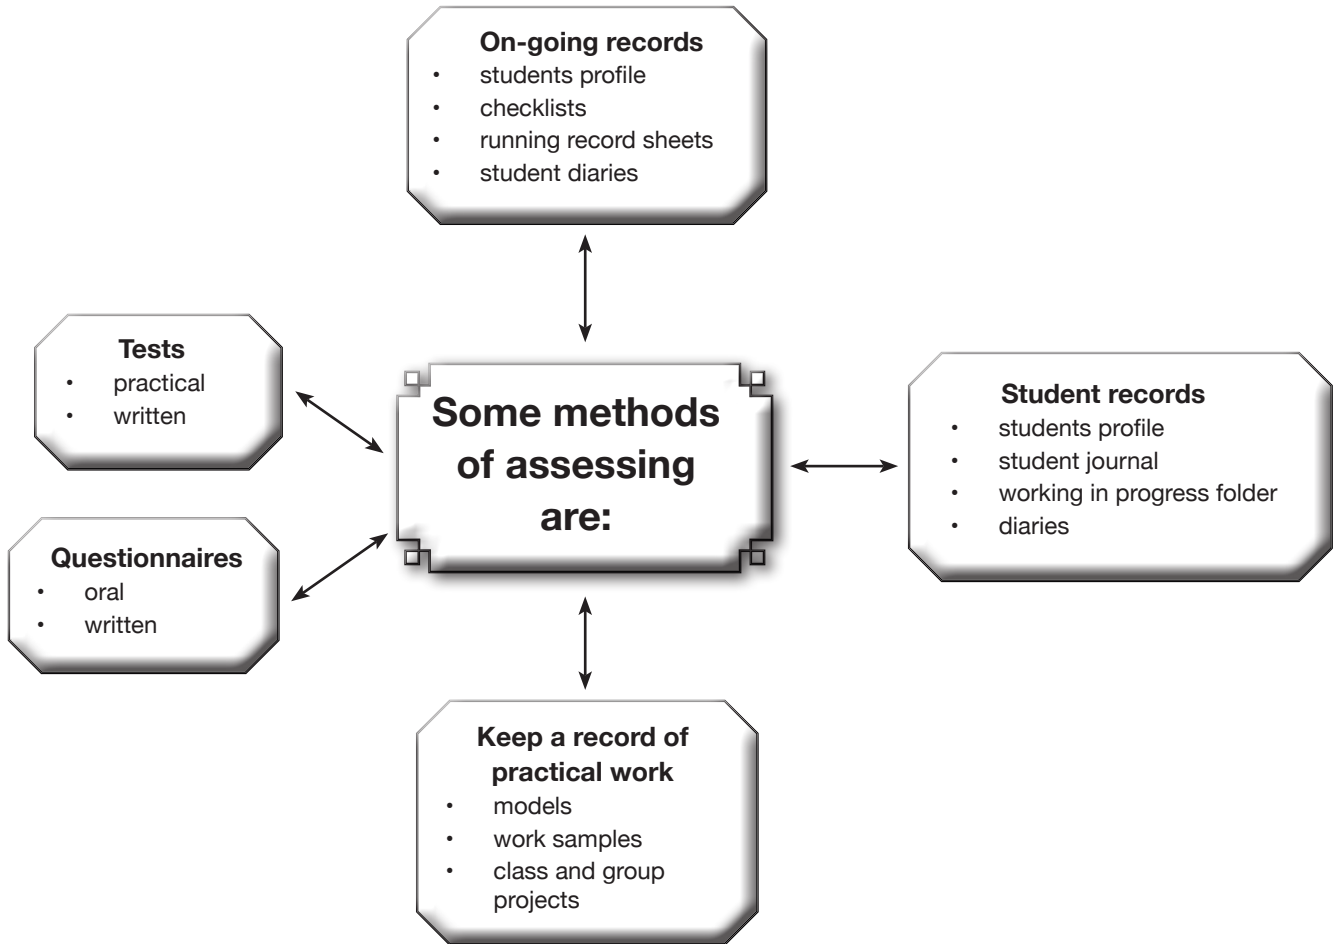 On-going records
• students profile
• checklists
• running record sheets
• student diaries
Tests
• practical
• written
Some methods
of assessing
are:
Student records
• students profile
• student journal
• working in progress folder
• diaries
Questionnaires
• oral
• written
Keep a record of
practical work
• models
• work samples
• class and group
projects